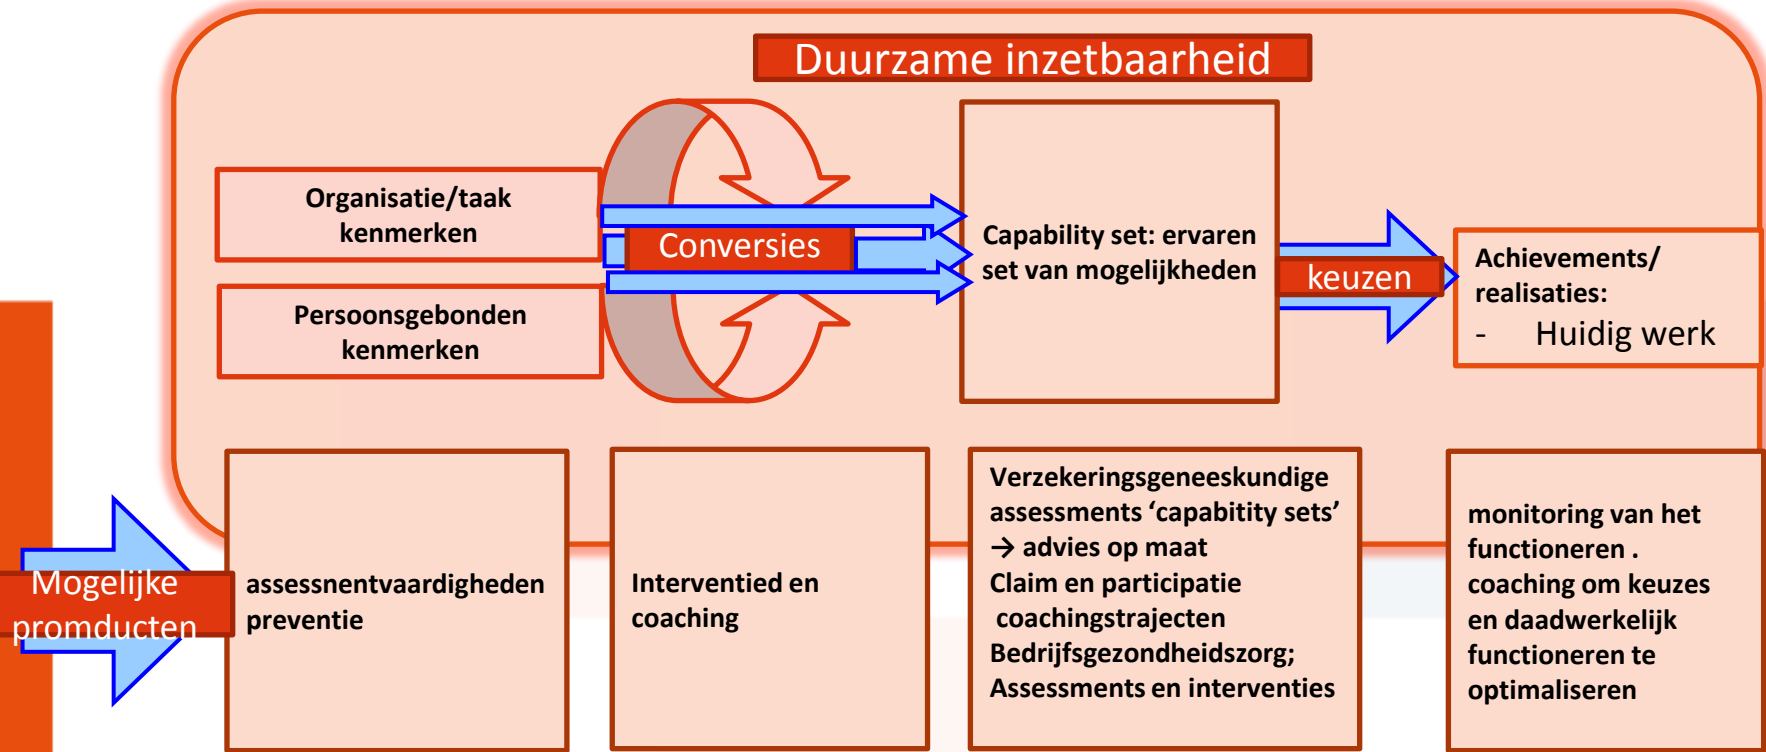 Duurzame inzetbaarheid
Organisatie/taak
kenmerken
Persoonsgebonden
kenmerken
Conversies
Capability set: ervaren
set van mogelijkheden
keuzen
Achievements/
realisaties:
- Huidig werk
Mogelijke
promducten
assessnentvaardigheden
preventie
Interventied en
coaching
Verzekeringsgeneeskundige
assessments ‘capabitity sets’
→ advies op maat
Claim en participatie
coachingstrajecten
Bedrijfsgezondheidszorg;
Assessments en interventies
monitoring van het
functioneren .
coaching om keuzes
en daadwerkelijk
functioneren te
optimaliseren